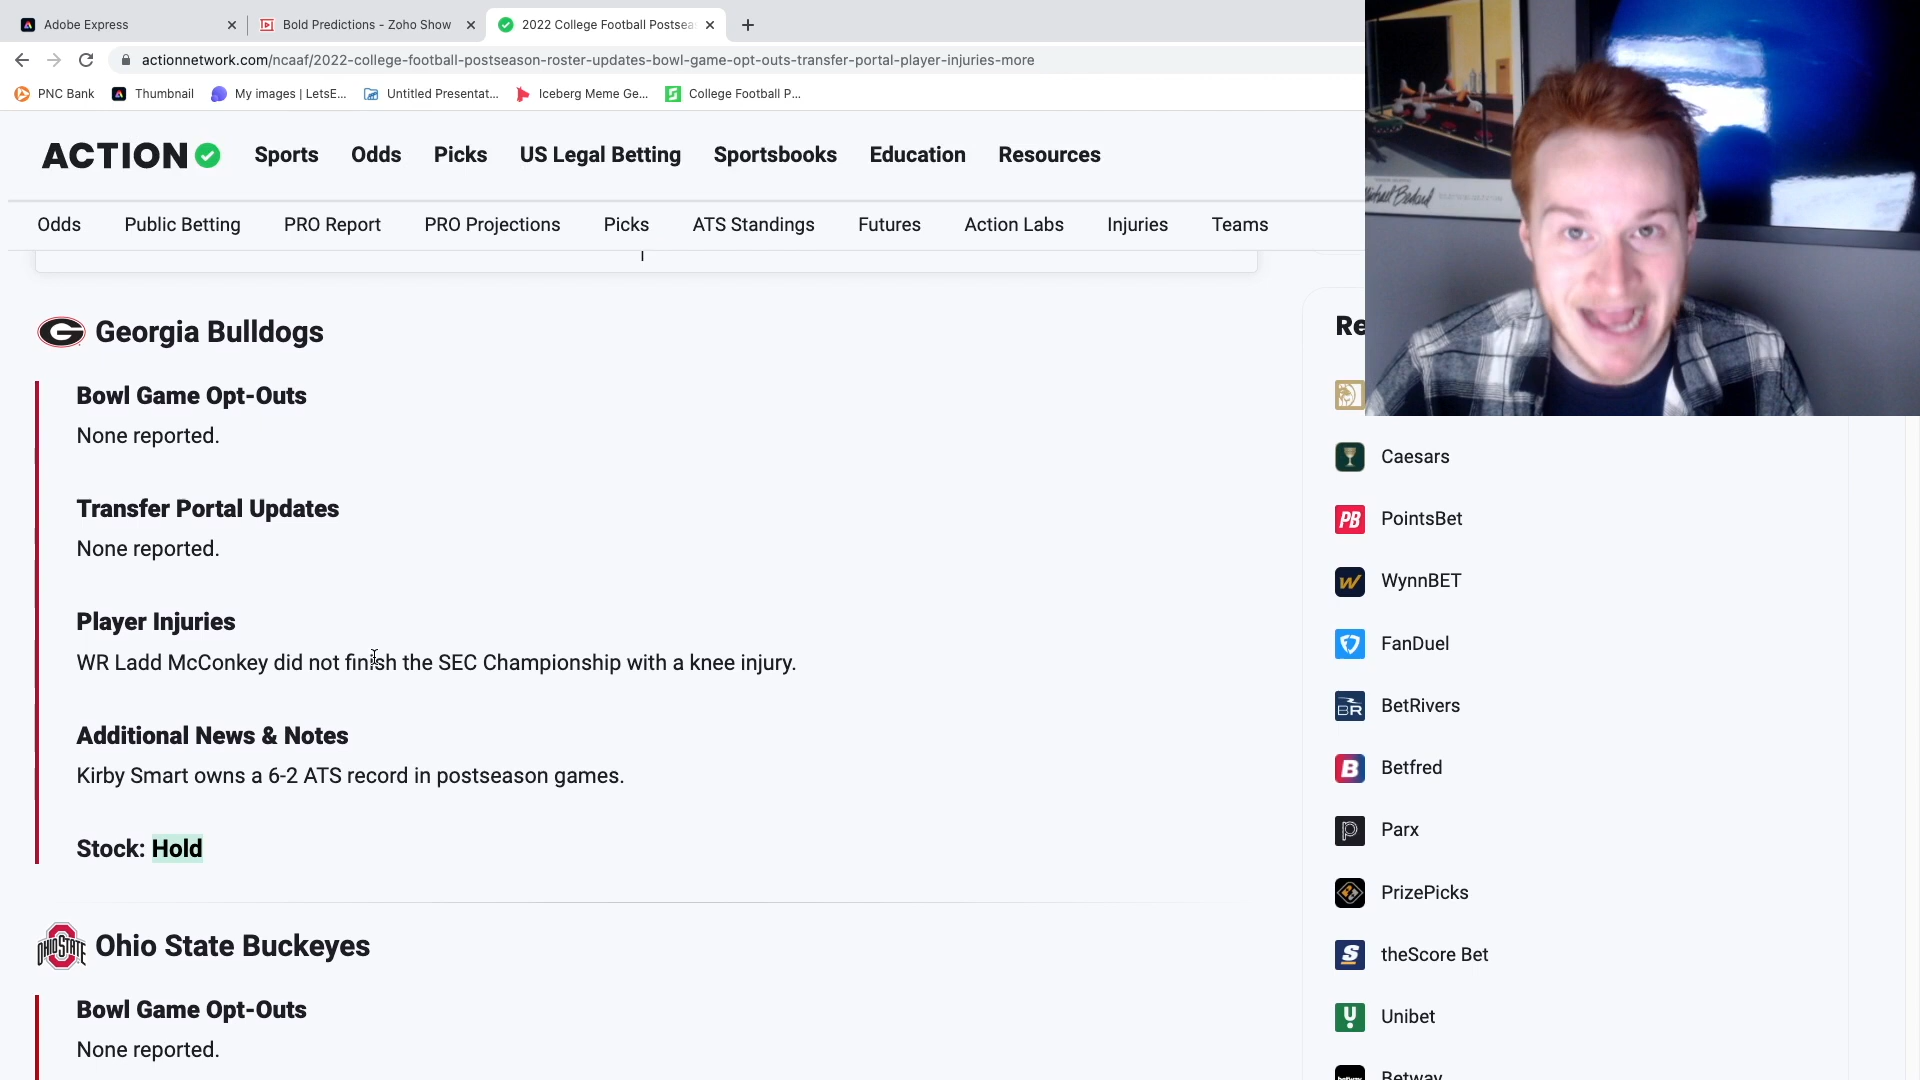 Adobe Express
Bold Predictions - Zoho Show
2022 College Football Postsea
actionnetwork.com/ncaaf/2022-college-football-postseason-roster-updates-bowl-game-opt-outs-transfer-portal-player-injuries-more
PNC Bank
Thumbnail
My images | LetsE...
Untitled Presentat...
Iceberg Meme Ge...
College Football P...
ACTION
Sports
Odds
Picks
US Legal Betting
Sportsbooks
Education
Resources
Odds
Public Betting
PRO Report
PRO Projections
Picks
ATS Standings
Futures
Action Labs
Injuries
Teams
G Georgia Bulldogs
Bowl Game Opt-Outs
None reported.
Transfer Portal Updates
None reported.
Player Injuries
WR Ladd McConkey did not finish the SEC Championship with a knee injury.
Additional News & Notes
Kirby Smart owns a 6-2 ATS record in postseason games.
Stock: Hold
OHIO STATE Ohio State Buckeyes
Bowl Game Opt-Outs
None reported.
Re
Caesars
PB PointsBet
W WynnBET
FanDuel
BR BetRivers
B Betfred
P Parx
PrizePicks
S theScore Bet
U Unibet
Betway